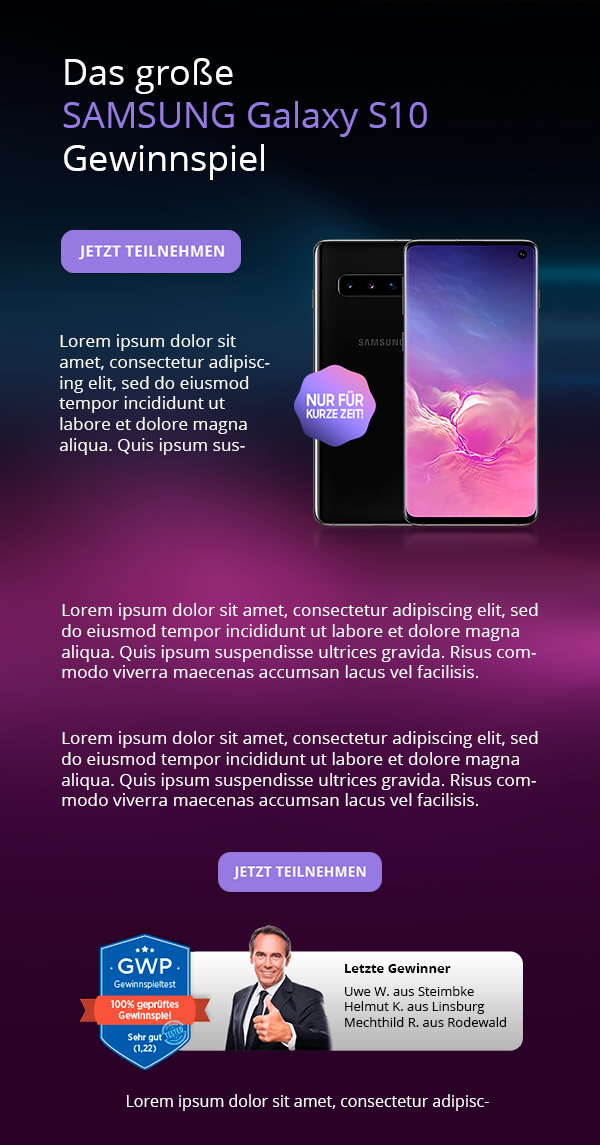 Das große
SAMSUNG Galaxy S10
Gewinnspiel
JETZT TEILNEHMEN
Lorem ipsum dolor sit
amet, consectetur adipisc-
ing elit, sed do eiusmod
tempor incididunt ut
labore et dolore magna
aliqua. Quis ipsum sus-
SAMSUNG
NUR FÜR
KURZE ZEIT!
Lorem ipsum dolor sit amet, consectetur adipiscing elit, sed
do eiusmod tempor incididunt ut labore et dolore magna
aliqua. Quis ipsum suspendisse ultrices gravida. Risus com-
modo viverra maecenas accumsan lacus vel facilisis.
Lorem ipsum dolor sit amet, consectetur adipiscing elit, sed
do eiusmod tempor incididunt ut labore et dolore magna
aliqua. Quis ipsum suspendisse ultrices gravida. Risus com-
modo viverra maecenas accumsan lacus vel facilisis.
JETZT TEILNEHMEN
· GWP ·
Gewinnspieltest
100% geprüftes
Gewinnspiel
Sehr gut
(1,22)
TESTED
Letzte Gewinner
Uwe W. aus Steimbke
Helmut K. aus Linsburg
Mechthild R. aus Rodewald
Lorem ipsum dolor sit amet, consectetur adipisc-